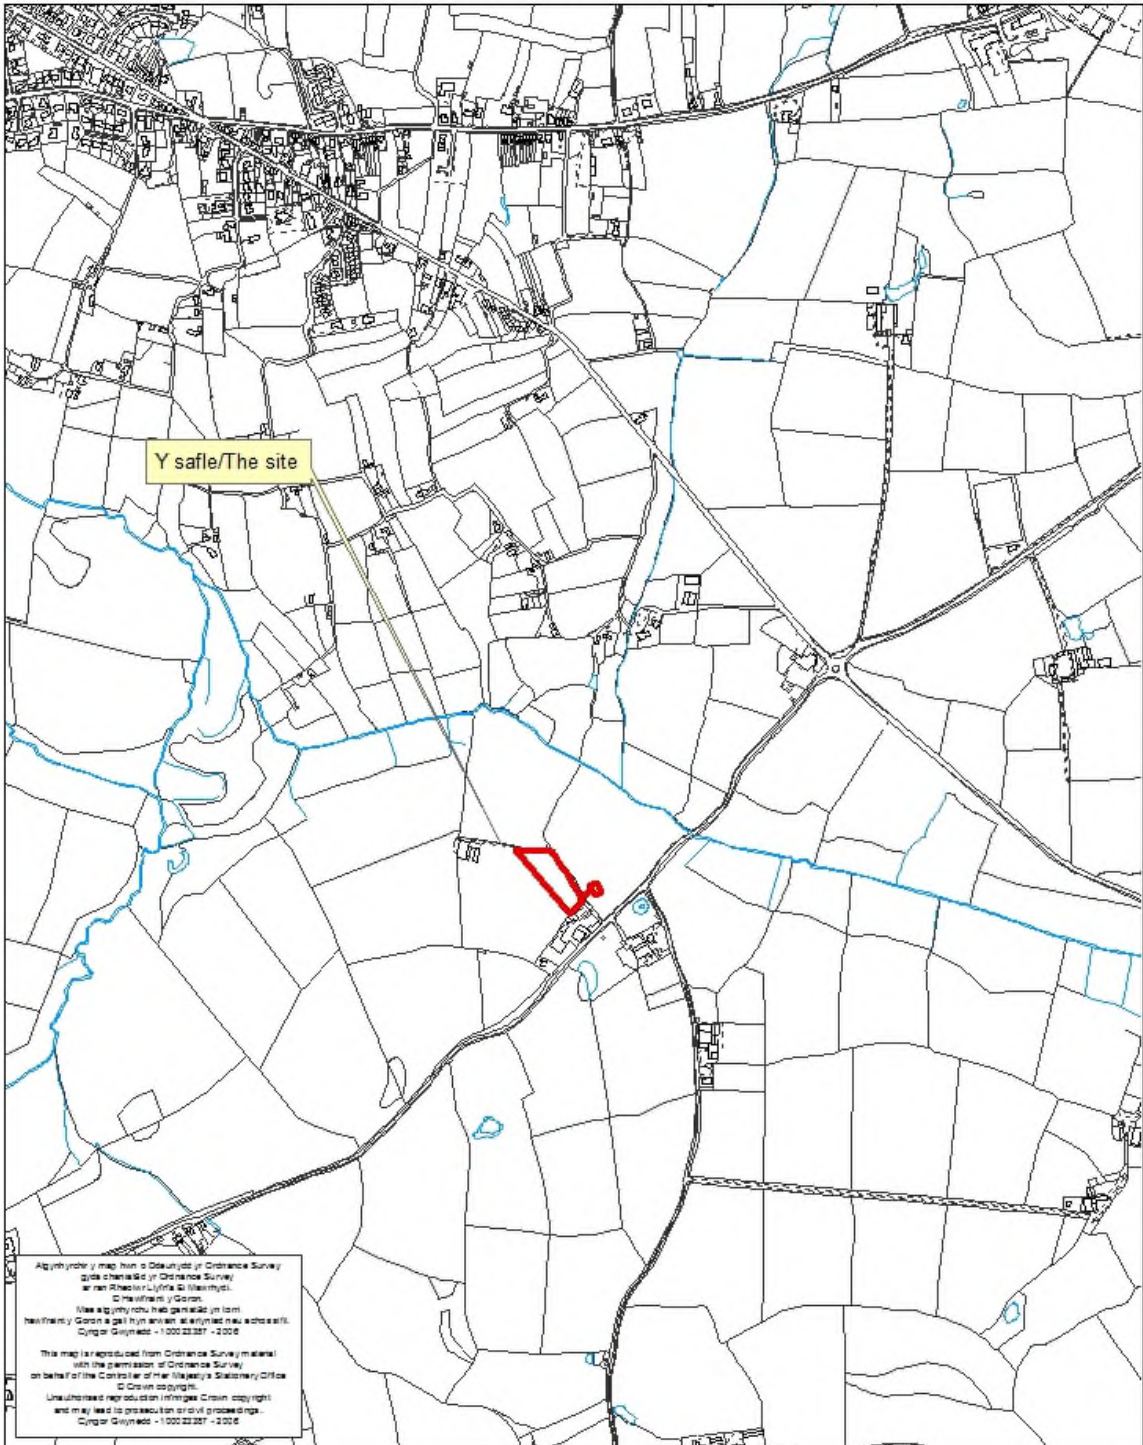 Y safle/The site
Atgynhyrchir y map hwn o Ddeunydd yr Ordnance Survey
gyda chaniatâd yr Ordnance Survey
ar ran Rheolwr Llyfrfa Ei Mawrhydi.
© Hawlfraint y Goron.
Mae atgynhyrchu heb ganiatâd yn torri
hawlfraint y Goron a gall hyn arwain at erlyniad neu achos sifil.
Cyngor Gwynedd - 100023387 - 2006
This map is reproduced from Ordnance Survey material
with the permission of Ordnance Survey
on behalf of the Controller of Her Majesty's Stationery Office
© Crown copyright.
Unauthorised reproduction infringes Crown copyright
and may lead to prosecution or civil proceedings.
Cyngor Gwynedd - 100023387 - 2006